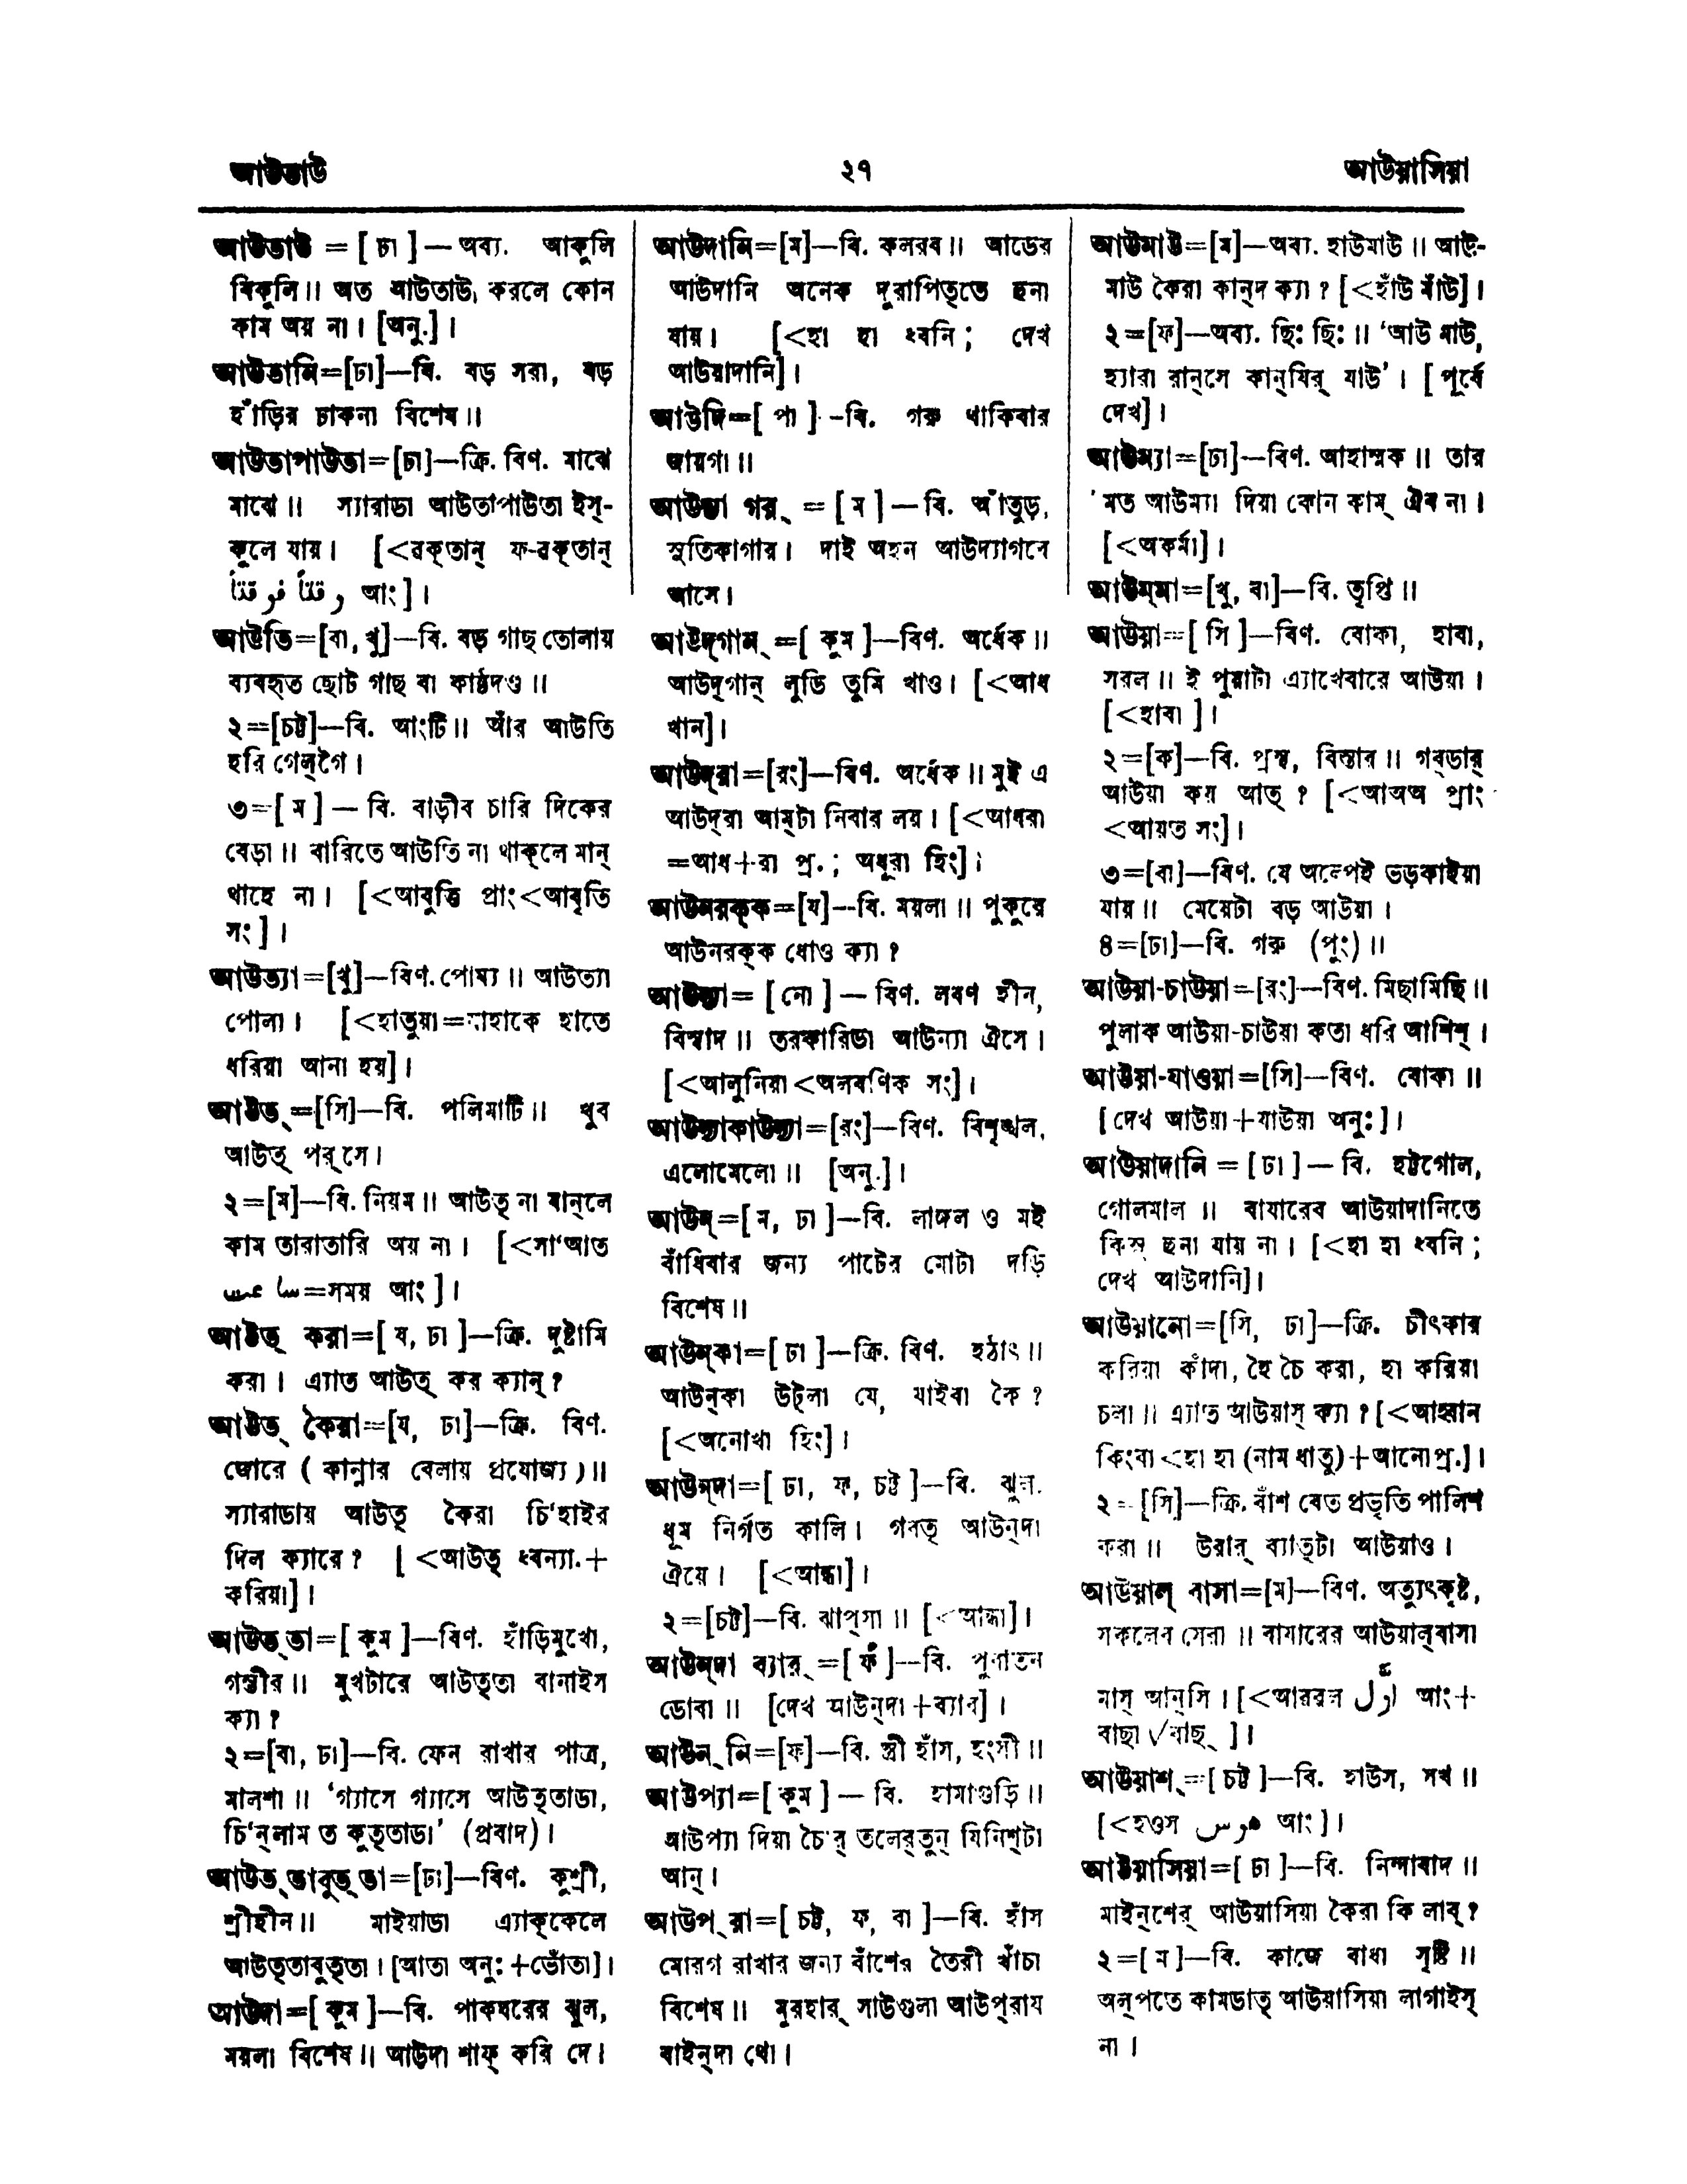 আউতাউ
২৭
আউয়াসিয়া
আউতাউ = [ ঢা ] — অব্য. আকুলি
বিকুলি॥ অত আউতাউ করলে কোন
কাম অয় না। [অনু.]।
আউতানি=[ঢা]—বি. বড় সরা, বড়
হাঁড়ির ঢাকনা বিশেষ॥
আউতাপাউতা=[ঢা]—ক্রি. বিণ. মাঝে
মাঝে॥ স্যারাডা আউতাপাউতা ইস্-
কুলে যায়। [<ৱক্‌তান্ ফ-ৱক্‌তান্
وقتاً فوقتاً আং]।
আউতি=[বা, খু]—বি. বড় গাছ তোলায়
ব্যবহৃত ছোট গাছ বা কাষ্ঠদণ্ড॥
২=[চট্ট]—বি. আংটি॥ আঁর আউতি
হরি গেল্‌গৈ।
৩=[ ম ] — বি. বাড়ীর চারি দিকের
বেড়া॥ বারিতে আউতি না থাক্‌লে মান্
থাহে না। [<আবুত্তি প্রাং<আবৃতি
সং]।
আউত্যা=[খু]—বিণ. পোষ্য॥ আউত্যা
পোলা। [<হাতুয়া=যাহাকে হাতে
ধরিয়া আনা হয়]।
আউত্=[সি]—বি. পলিমাটি॥ খুব
আউত্ পর্‌সে।
২=[ম]—বি. নিয়ম॥ আউত্ না মান্‌লে
কাম তারাতারি অয় না। [<সা‘আত
ساعت=সময় আং]।
আউত্ করা=[ য, ঢা ]—ক্রি. দুষ্টামি
করা। এ্যাত আউত্ কর ক্যান্?
আউত্ কৈরা=[য, ঢা]—ক্রি. বিণ.
জোরে ( কান্নার বেলায় প্রযোজ্য )॥
স্যারাডায় আউত্ কৈরা চি‘হাইর
দিল ক্যারে? [ <আউত্ ধ্বন্যা.+
করিয়া]।
আউত্‌তা=[ কুম ]—বিণ. হাঁড়িমুখো,
গম্ভীর॥ মুখটারে আউত্‌তা বানাইস
ক্যা?
২=[বা, ঢা]—বি. ফেন রাখার পাত্র,
মালশা॥ ‘গ্যাসে গ্যাসে আউত্‌তাডা,
চি‘ন্‌লাম ত কুত্‌তাডা’ (প্রবাদ)।
আউত্‌তাবুত্‌তা=[ঢা]—বিণ. কুশ্রী,
শ্রীহীন॥ মাইয়াডা এ্যাক্‌কেলে
আউত্‌তাবুত্‌তা। [আতা অনু: +ভোঁতা]।
আউদা=[ কুম ]—বি. পাকঘরের ঝুল,
ময়লা বিশেষ॥ আউদা শাফ্ করি দে।
আউদানি=[ম]—বি. কলরব॥ আডের
আউদানি অনেক দুরাপিত্‌তে ছনা
যায়। [<হা হা ধ্বনি; দেখ
আউয়াদানি]।
আউদি=[ পা ] -বি. গরু থাকিবার
জায়গা॥
আউদ্যা গর্ = [ ম ] — বি. আঁতুড়,
সূতিকাগার। দাই অহন আউদ্যাগরে
আসে।
আউদ্‌গান্ =[ কুম ]—বিণ. অর্ধেক॥
আউদ্‌গান্ লুডি তুমি খাও। [<আধ
খান]।
আউদ্‌রা=[রং]—বিণ. অর্ধেক॥ মুই এ
আউদ্‌রা আম্‌টা নিবার লয়। [<আধরা
=আধ+রা প্র.; অধূরা হিং]।
আউনরক্‌ক=[য]—বি. ময়লা॥ পুকুরে
আউনরক্‌ক ধোও ক্যা?
আউন্যা= [নো] — বিণ. লবণ হীন,
বিস্বাদ॥ তরকারিডা আউন্যা ঐসে।
[<আলুনিয়া<অলবণিক সং]।
আউন্যাকাউন্যা=[রং]—বিণ. বিশৃঙ্খল,
এলোমেলো॥ [অনু.]।
আউন্=[ ম, ঢা ]—বি. লাঙ্গল ও মই
বাঁধিবার জন্য পাটের মোটা দড়ি
বিশেষ॥
আউন্‌কা=[ ঢা ]—ক্রি. বিণ. হঠাৎ॥
আউন্‌কা উট্‌লা যে, যাইবা কৈ?
[<অনোখা হিং]।
আউন্‌দা=[ ঢা, ফ, চট্ট ]—বি. ঝুল.
ধূম নির্গত কালি। গরত্ আউন্‌দা
ঐয়ে। [<আন্ধা]।
২=[চট্ট]—বি. ঝাপ্‌সা॥ [<আন্ধা]।
আউন্‌দা ব্যার্=[ ফ ]—বি. পুরাতন
ডোবা॥ [দেখ আউন্‌দা+ব্যার]।
আউন্‌নি=[ফ]—বি. স্ত্রী হাঁস, হংসী॥
আউপ্যা=[ কুম ] — বি. হামাগুড়ি॥
আউপ্যা দিয়া চৈ'র্ তলের্‌তুন্ যিনিশ্‌টা
আন্।
আউপ্‌রা=[ চট্ট, ফ, বা ]—বি. হাঁস
মোরগ রাখার জন্য বাঁশের তৈরী খাঁচা
বিশেষ॥ মুরহার্ সাউগুলা আউপ্‌রায
বাইন্‌দা থো।
আউমাউ=[ম]—অব্য. হাউমাউ॥ আউ-
মাউ কৈরা কান্‌দ ক্যা? [<হাঁউ মাঁউ]।
২=[ফ]—অব্য. ছি: ছি:॥ ‘আউ মাউ,
হ্যারা রান্‌সে কান্‌যির্ যাউ’। [ পূর্বে
দেখ]।
আউম্যা=[ঢা]—বিণ. আহাম্মক॥ তার
মত আউম্যা দিয়া কোন কাম্ ঐব না।
[<অকর্মা]।
আউম্‌মা=[খু, বা]—বি. তৃপ্তি॥
আউয়া=[ সি ]—বিণ. বোকা, হাবা,
সরল॥ ই পুয়াটা এ্যাখেবারে আউয়া।
[<হাবা ]।
২=[ক]—বি. প্রস্থ, বিস্তার॥ গব্‌ডার্
আউয়া কয় আত্? [<আঅঅ প্রাং
<আয়ত সং]।
৩=[বা]—বিণ. যে অল্পেই ভড়কাইয়া
যায়॥ মেয়েটা বড় আউয়া।
৪=[ঢা]—বি. গরু (পুং)॥
আউয়া-চাউয়া=[রং]—বিণ. মিছামিছি॥
পুলাক আউয়া-চাউয়া কতা ধরি আশিশ্।
আউয়া-যাওয়া=[সি]—বিণ. বোকা॥
[দেখ আউয়া+যাউয়া অনু:]।
আউয়াদানি = [ঢা] — বি. হট্টগোল,
গোলমাল॥ বাযারের আউয়াদানিতে
কিস্সু ছনা যায় না। [<হা হা ধ্বনি;
দেখ আউদানি]।
আউয়ানো=[সি, ঢা]—ক্রি. চীৎকার
করিয়া কাঁদা, হৈ চৈ করা, হা করিয়া
চলা॥ এ্যাত আউয়াস্ ক্যা? [<আহ্বান
কিংবা <হা হা (নাম ধাতু)+আনো প্র.]।
২=[সি]—ক্রি. বাঁশ বেত প্রভৃতি পালিশ
করা॥ উয়ার্ ব্যাত্‌টা আউয়াও।
আউয়াল্ বাসা=[ম]—বিণ. অত্যুৎকৃষ্ট,
সকলের সেরা॥ বাযারের আউয়াল্‌বাসা
মাস্ আন্‌সি। [<আৱৱল اوّل আং+
বাছা √বাছ্ ]।
আউয়াশ্=[ চট্ট ]—বি. হাউস, সখ॥
[<হওস هوس আং]।
আউয়াসিয়া=[ ঢা ]—বি. নিন্দাবাদ॥
মাইন্‌শের্ আউয়াসিয়া কৈরা কি লাব্?
২=[ ম ]—বি. কাজে বাধা সৃষ্টি॥
অল্‌পতে কামডাত্ আউয়াসিয়া লাগাইস্
না।